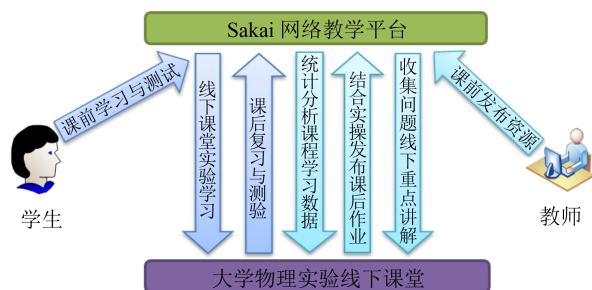 Sakai 网络教学平台
课前学习与测试
线下课堂实验学习
课后复习与测验
统计分析课程学习数据
结合实操发布课后作业
收集问题线下重点讲解
课前发布资源
学生
教师
大学物理实验线下课堂